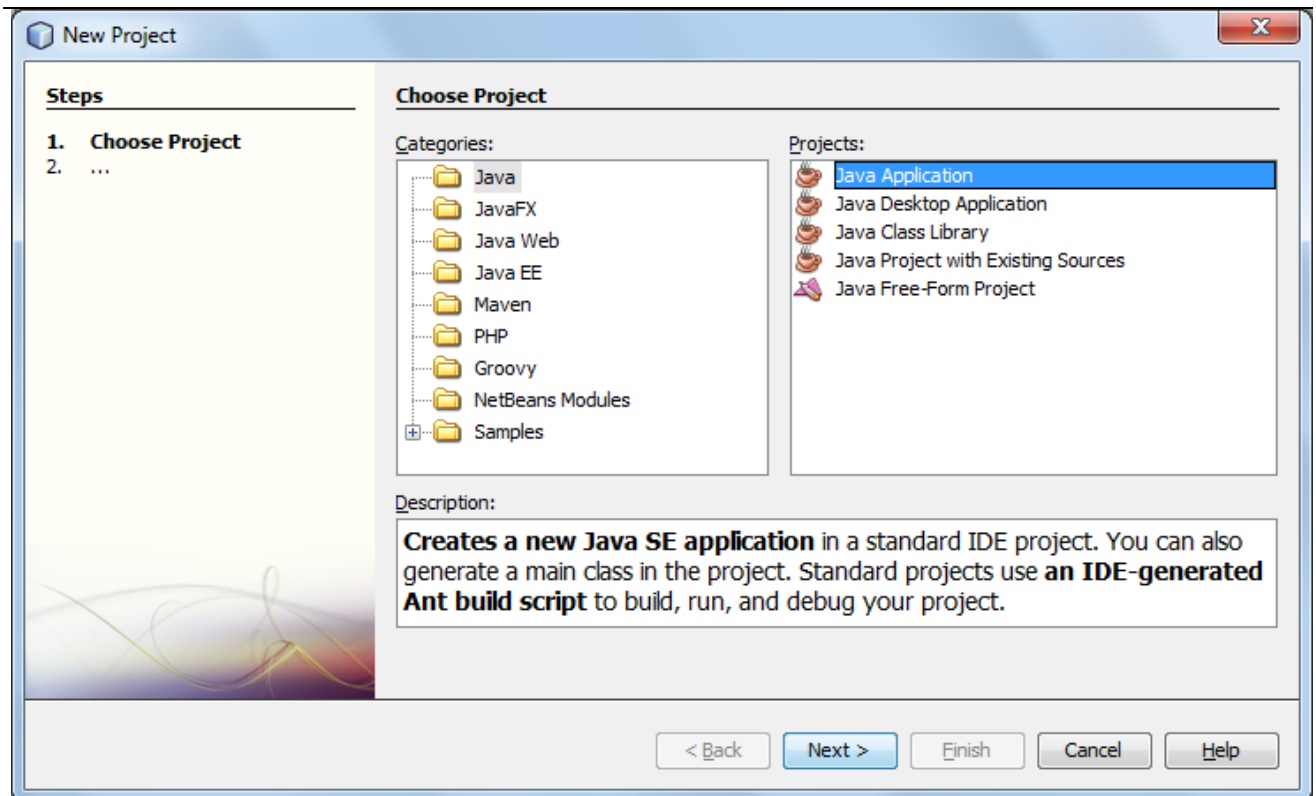 New Project
Steps
1. Choose Project
2. ...
Choose Project
Categories:
Java
JavaFX
Java Web
Java EE
Maven
PHP
Groovy
NetBeans Modules
Samples
Projects:
Java Application
Java Desktop Application
Java Class Library
Java Project with Existing Sources
Java Free-Form Project
Description:
Creates a new Java SE application in a standard IDE project. You can also
generate a main class in the project. Standard projects use an IDE-generated
Ant build script to build, run, and debug your project.
< Back
Next >
Finish
Cancel
Help